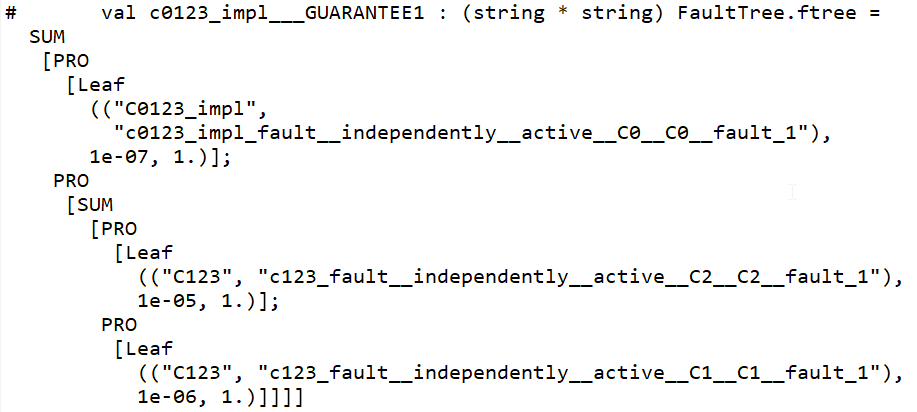 #       val c0123_impl___GUARANTEE1 : (string * string) FaultTree.ftree =
  SUM
   [PRO
     [Leaf
       (("C0123_impl",
         "c0123_impl_fault__independently__active__C0__C0__fault_1"),
       1e-07, 1.)];
    PRO
     [SUM
       [PRO
         [Leaf
           (("C123", "c123_fault__independently__active__C2__C2__fault_1"),
           1e-05, 1.)];
        PRO
         [Leaf
           (("C123", "c123_fault__independently__active__C1__C1__fault_1"),
           1e-06, 1.)]]]]